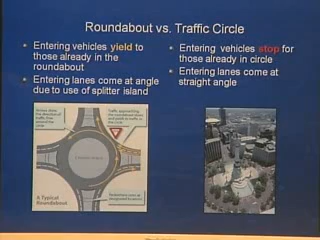 Roundabout vs. Traffic Circle
Entering vehicles yield to
those already in the
roundabout
Entering lanes come at angle
due to use of splitter island
Entering vehicles stop for
those already in circle
Entering lanes come at
straight angle
A Typical
Roundabout